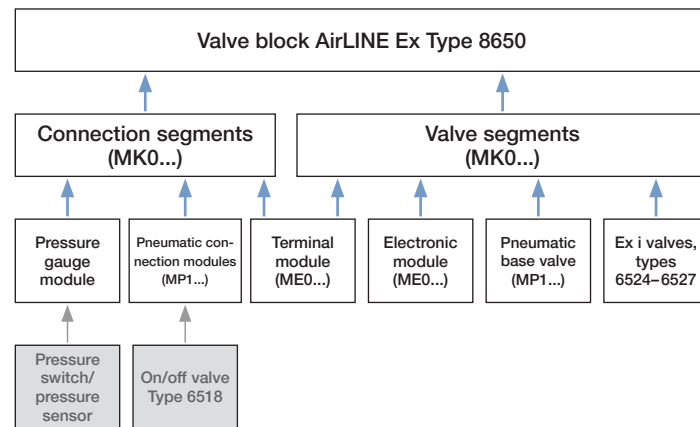 Valve block AirLINE Ex Type 8650
Connection segments
(MK0...)
Valve segments
(MK0...)
Pressure
gauge
module
Pneumatic con-
nection modules
(MP1...)
Terminal
module
(ME0...)
Electronic
module
(ME0...)
Pneumatic
base valve
(MP1...)
Ex i valves,
types
6524–6527
Pressure
switch/
pressure
sensor
On/off valve
Type 6518